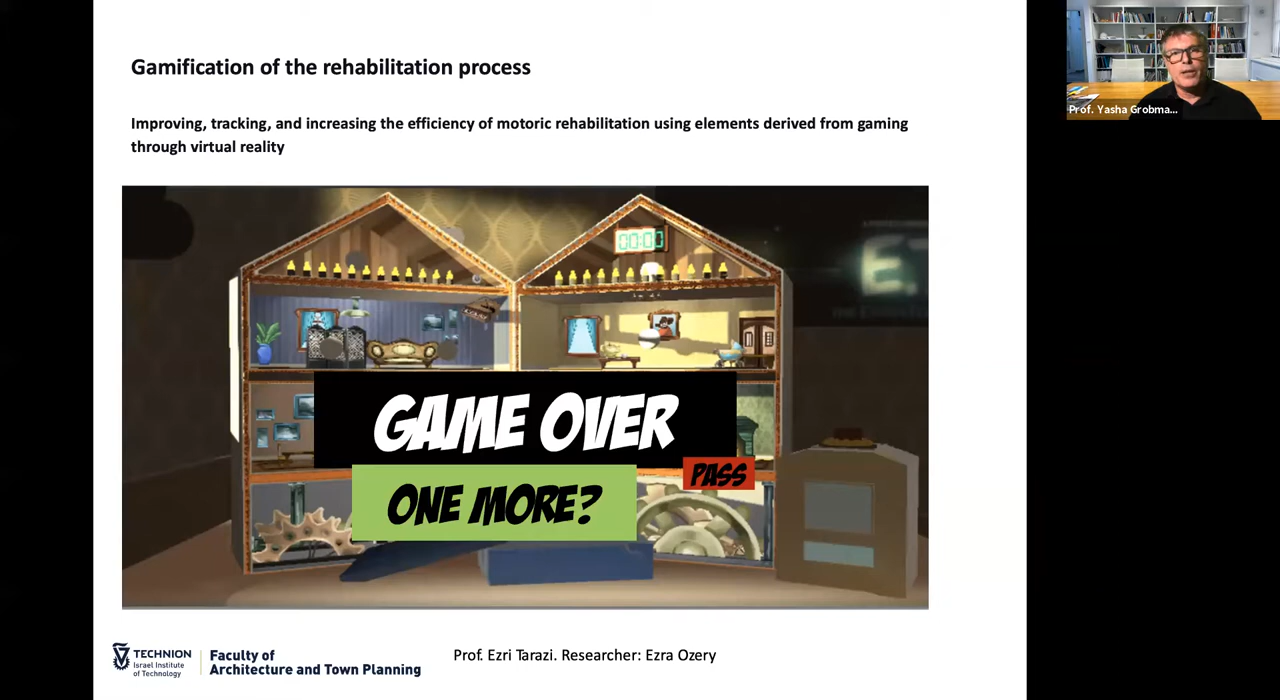 Gamification of the rehabilitation process
Improving, tracking, and increasing the efficiency of motoric rehabilitation using elements derived from gaming
through virtual reality
00:00
E.
GAME OVER
PASS
ONE MORE?
TECHNION
Israel Institute
of Technology
Faculty of
Architecture and Town Planning
Prof. Ezri Tarazi. Researcher: Ezra Ozery
Prof. Yasha Grobma...